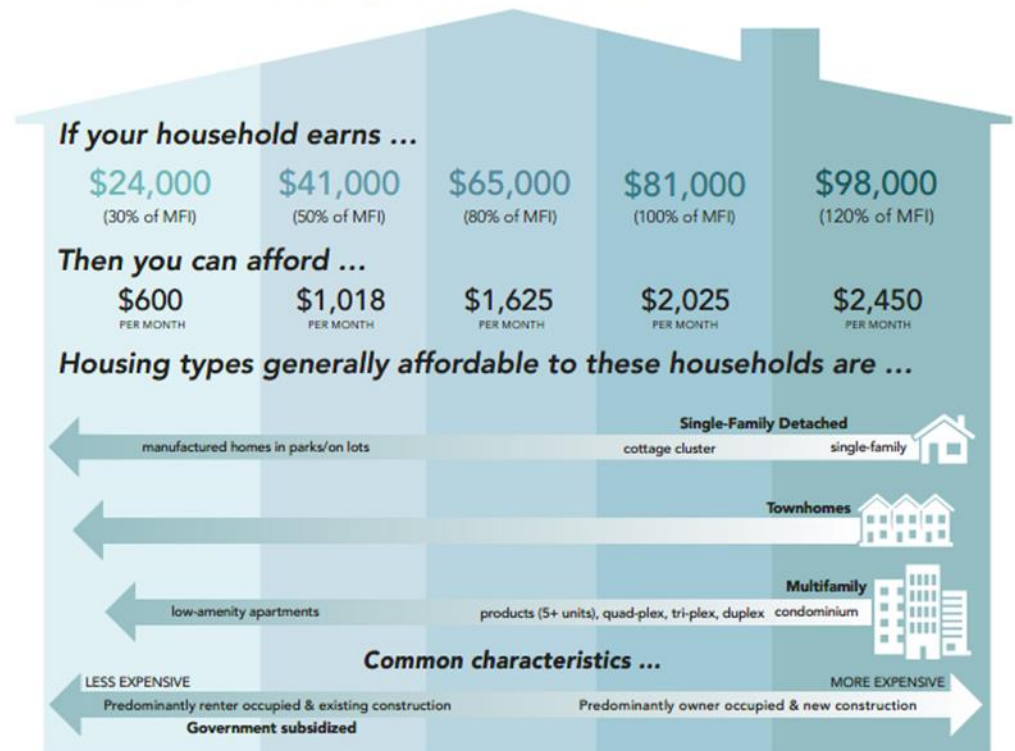 If your household earns ...
$24,000 $41,000 $65,000 $81,000 $98,000
(30% of MFI) (50% of MFI) (80% of MFI) (100% of MFI) (120% of MFI)
Then you can afford ...
$600 $1,018 $1,625 $2,025 $2,450
PER MONTH PER MONTH PER MONTH PER MONTH PER MONTH
Housing types generally affordable to these households are ...
Single-Family Detached
manufactured homes in parks/on lots cottage cluster single-family
Townhomes
Multifamily
low-amenity apartments products (5+ units), quad-plex, tri-plex, duplex condominium
Common characteristics ...
LESS EXPENSIVE MORE EXPENSIVE
Predominantly renter occupied & existing construction Predominantly owner occupied & new construction
Government subsidized